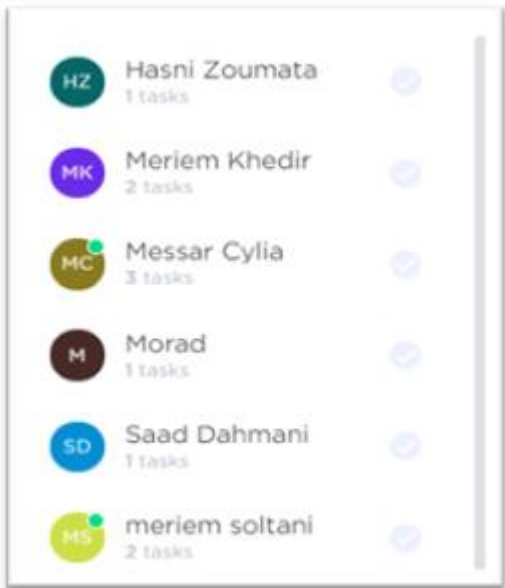 HZ Hasni Zoumata
1 tasks
MK Meriem Khedir
2 tasks
MC Messar Cylia
3 tasks
M Morad
1 tasks
SD Saad Dahmani
1 tasks
MS meriem soltani
2 tasks